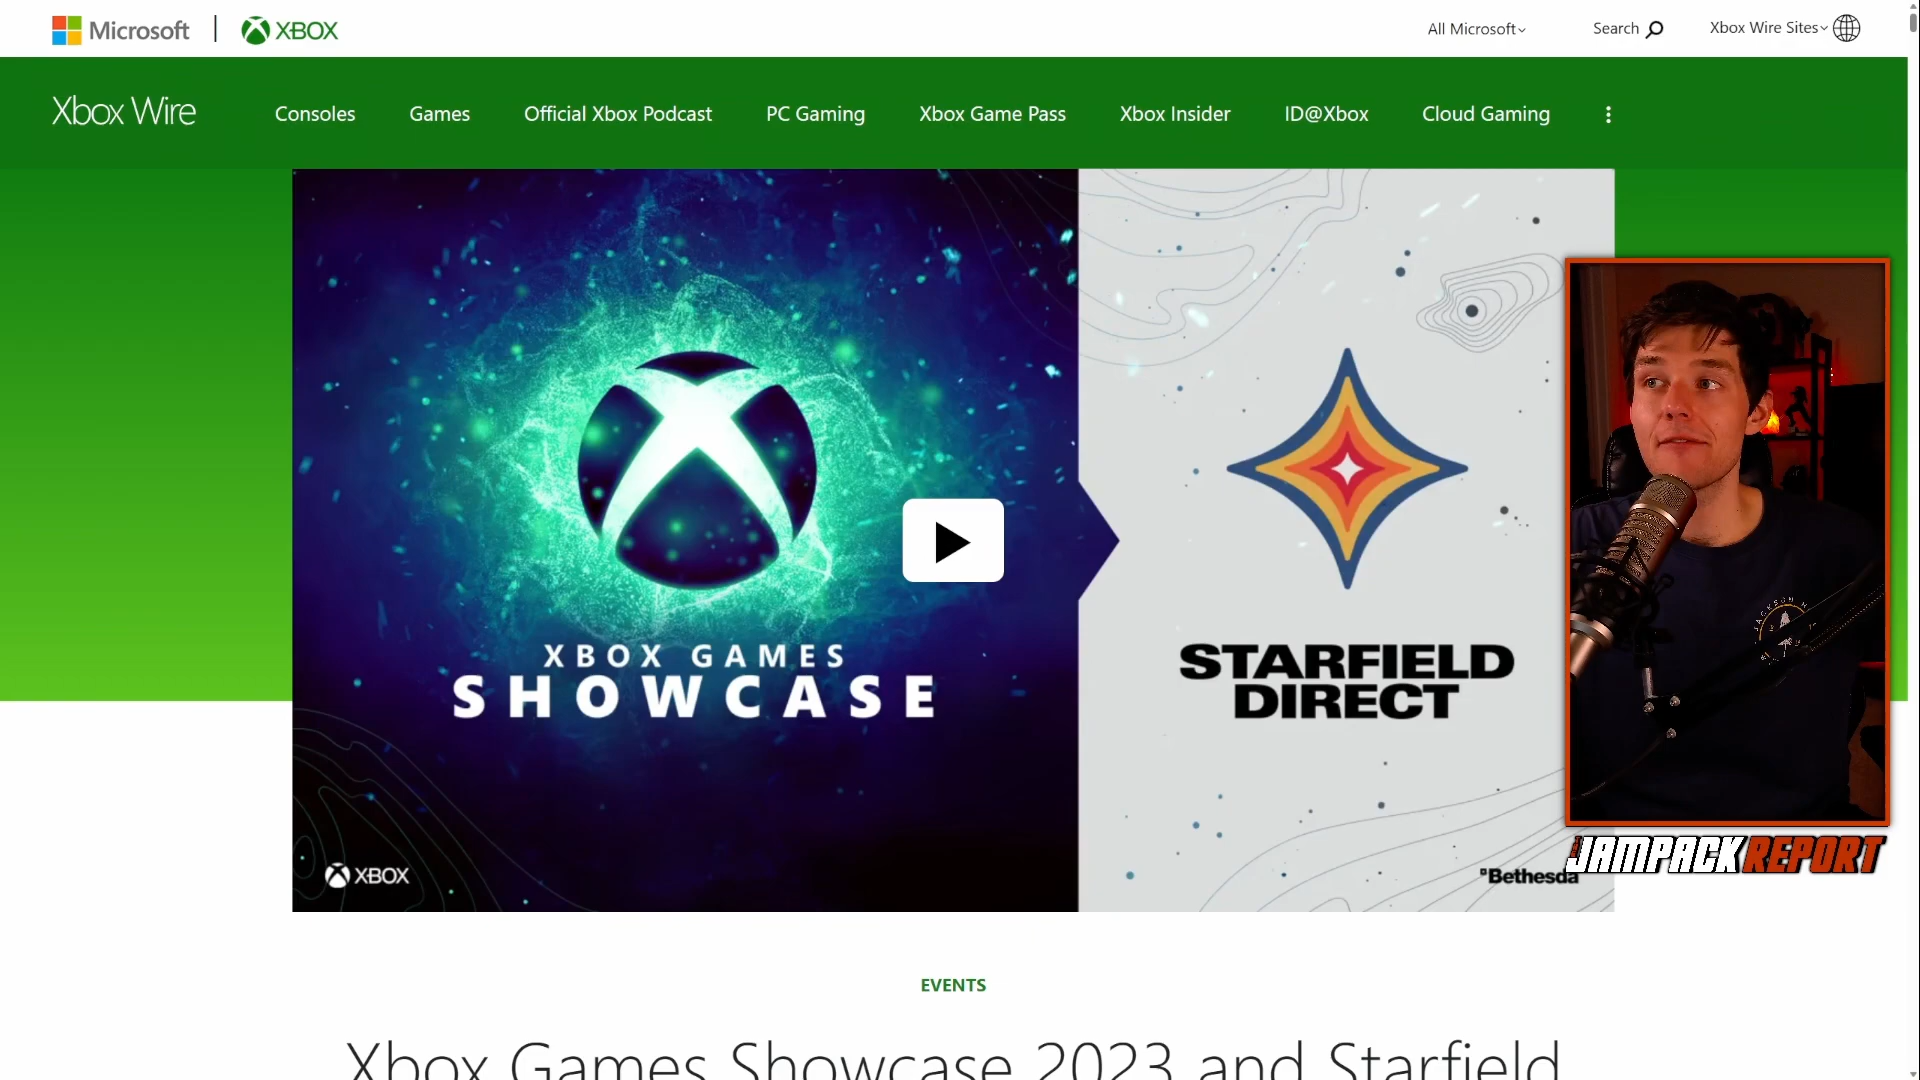 Microsoft
XBOX
All Microsoft
Search
Xbox Wire Sites
Xbox Wire
Consoles
Games
Official Xbox Podcast
PC Gaming
Xbox Game Pass
Xbox Insider
ID@Xbox
Cloud Gaming
XBOX GAMES
SHOWCASE
STARFIELD
DIRECT
XBOX
Bethesda
JAMPACK REPORT
EVENTS
Xbox Games Showcase 2023 and Starfield